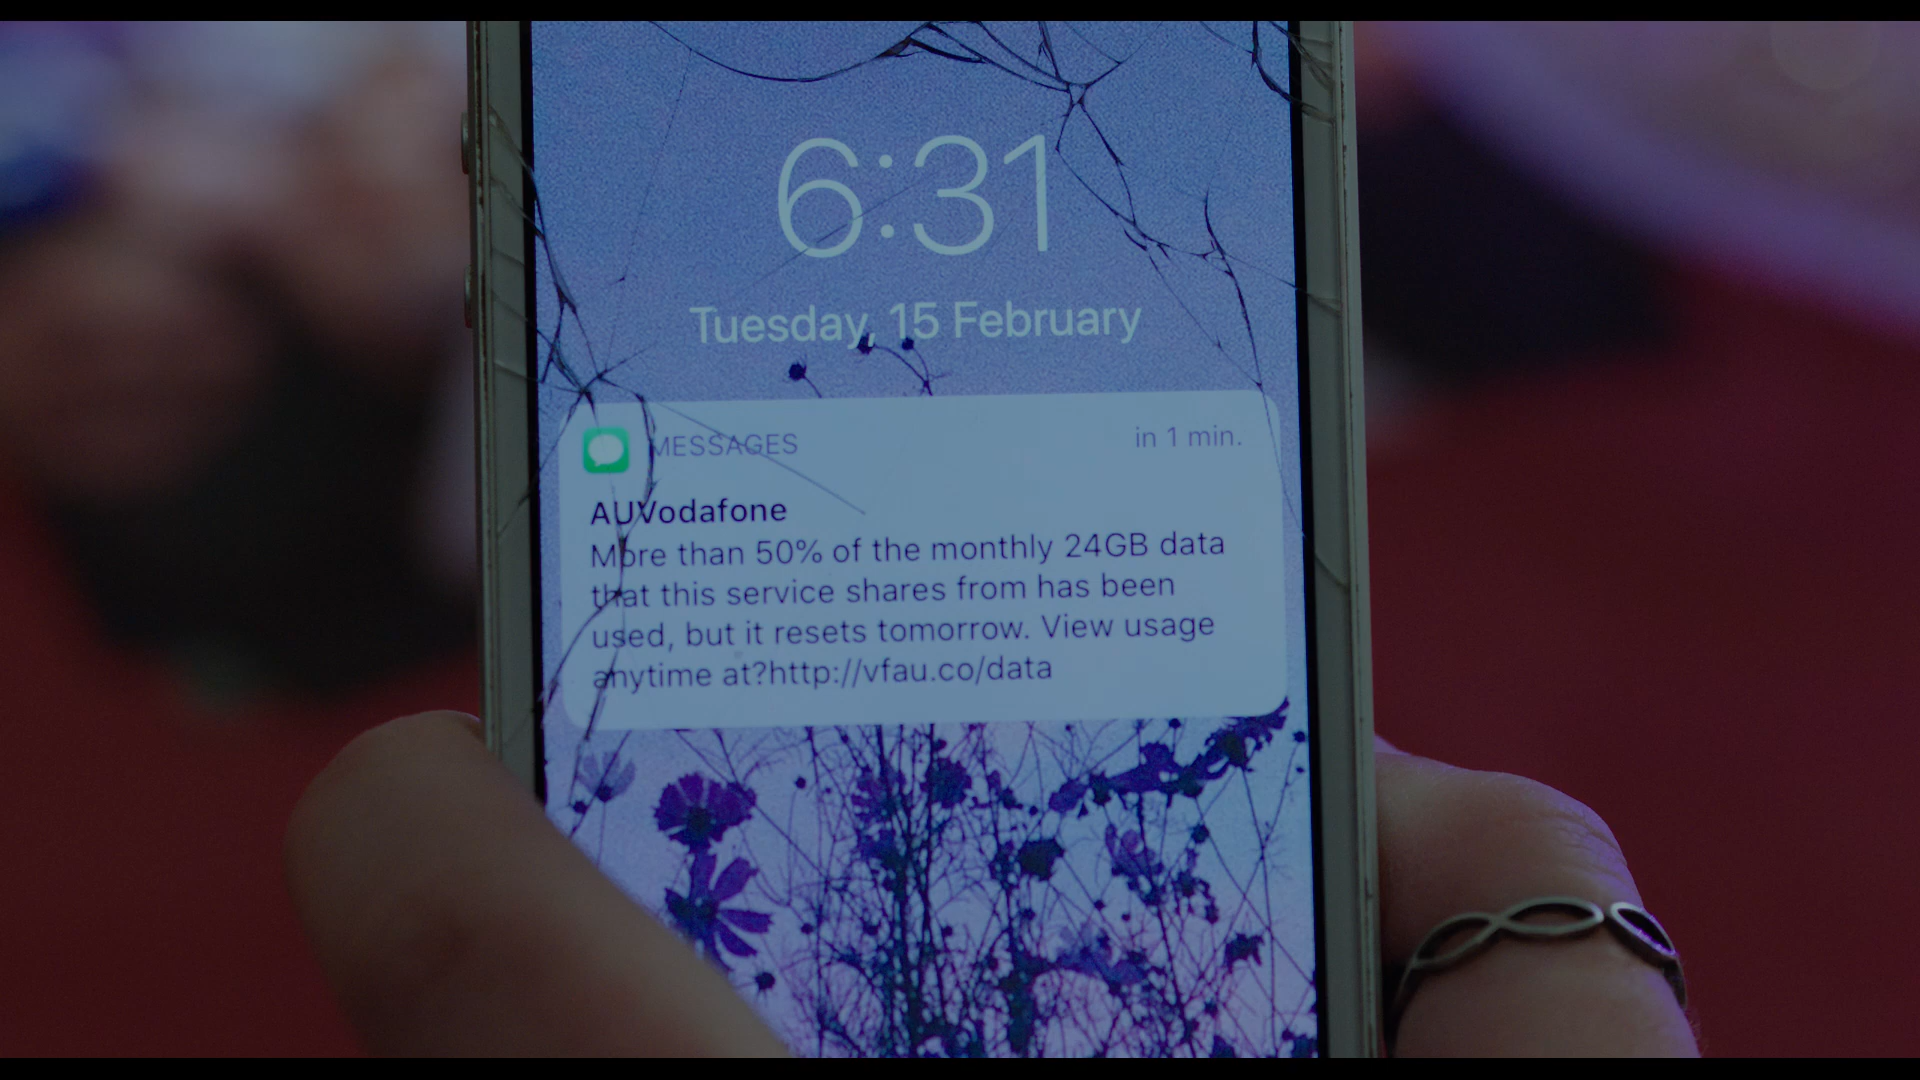 6:31
Tuesday, 15 February
MESSAGES
in 1 min.
AUVodafone
More than 50% of the monthly 24GB data
that this service shares from has been
used, but it resets tomorrow. View usage
anytime at?http://vfau.co/data